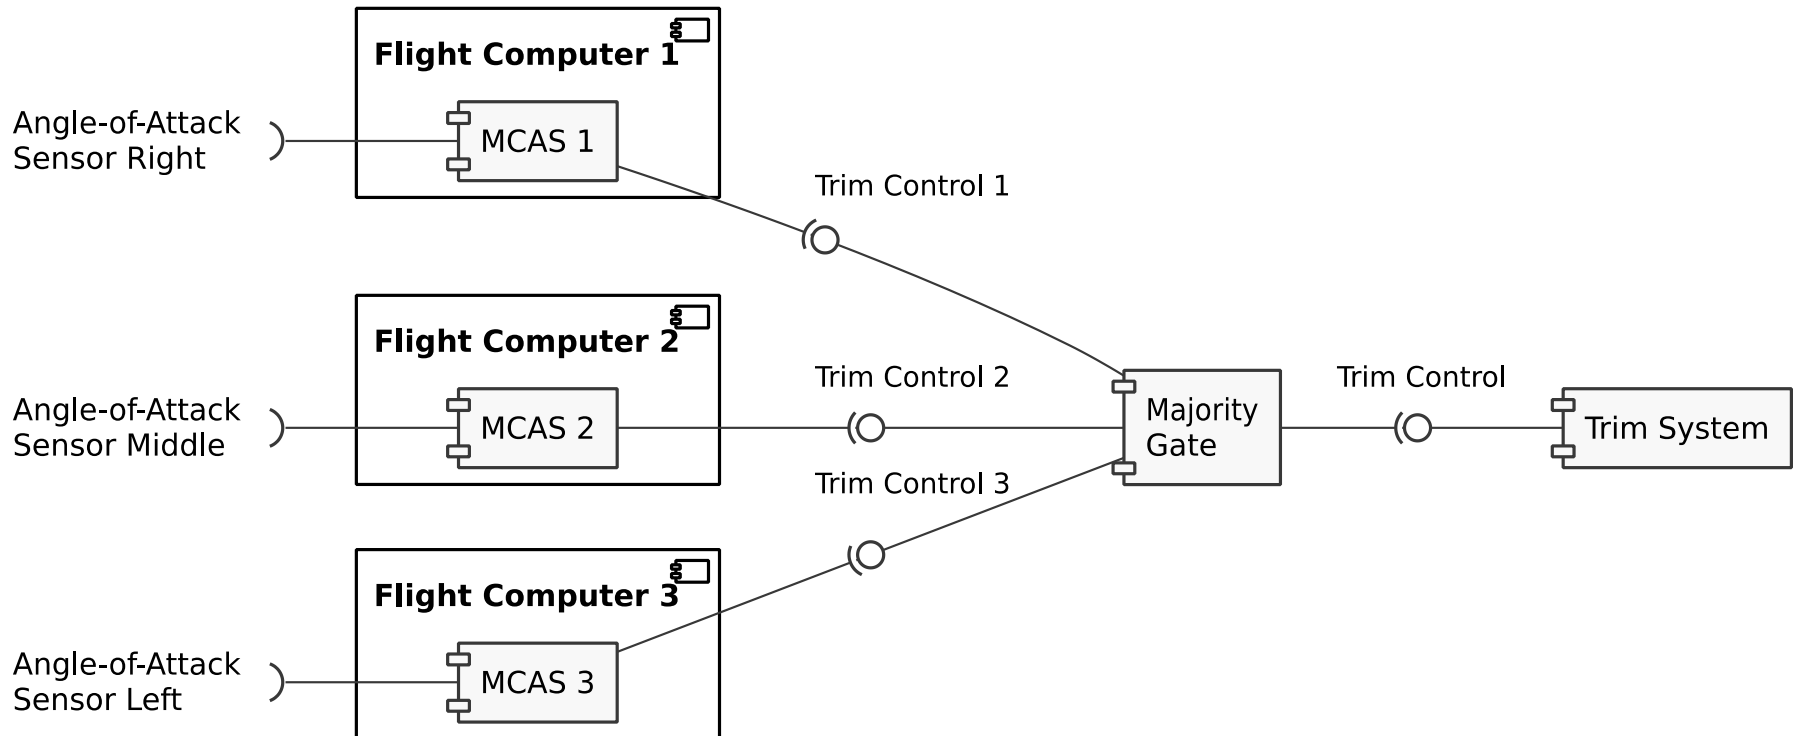 Flight Computer 1
Angle-of-Attack
Sensor Right
MCAS 1
Trim Control 1
Flight Computer 2
Angle-of-Attack
Sensor Middle
MCAS 2
Trim Control 2
Majority
Gate
Trim Control
Trim System
Trim Control 3
Flight Computer 3
Angle-of-Attack
Sensor Left
MCAS 3